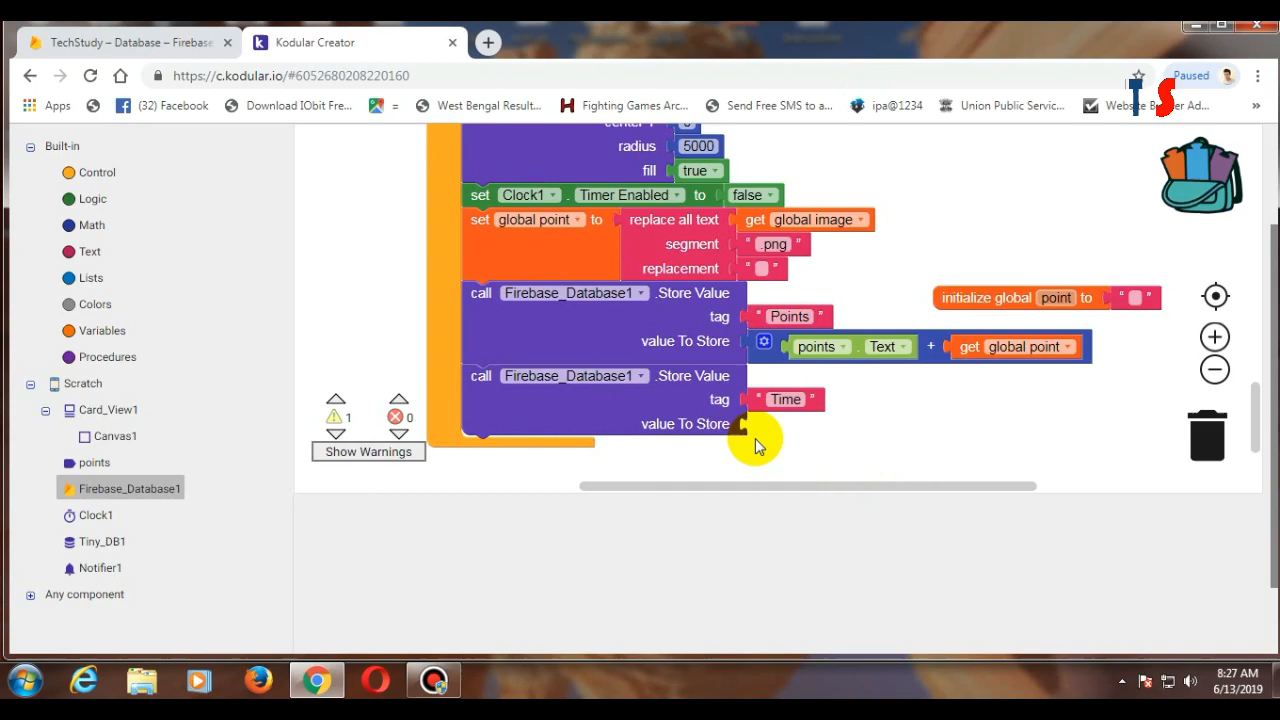 TechStudy – Database – Firebase
Kodular Creator
https://c.kodular.io/#6052680208220160
Paused
Apps
(32) Facebook
Download IObit Fre...
=
West Bengal Result...
Fighting Games Arc...
Send Free SMS to a...
ipa@1234
Union Public Servic...
Website Builder Ad...
»
T S
Built-in
Control
Logic
Math
Text
Lists
Colors
Variables
Procedures
Scratch
Card_View1
Canvas1
points
Firebase_Database1
Clock1
Tiny_DB1
Notifier1
Any component
radius 5000
fill true
set Clock1 . Timer Enabled to false
set global point to replace all text get global image
segment “ .png ”
replacement “ ”
call Firebase_Database1 .Store Value
tag “ Points ”
value To Store points . Text + get global point
call Firebase_Database1 .Store Value
tag “ Time ”
value To Store
initialize global point to “ ”
1 0
Show Warnings
8:27 AM
6/13/2019